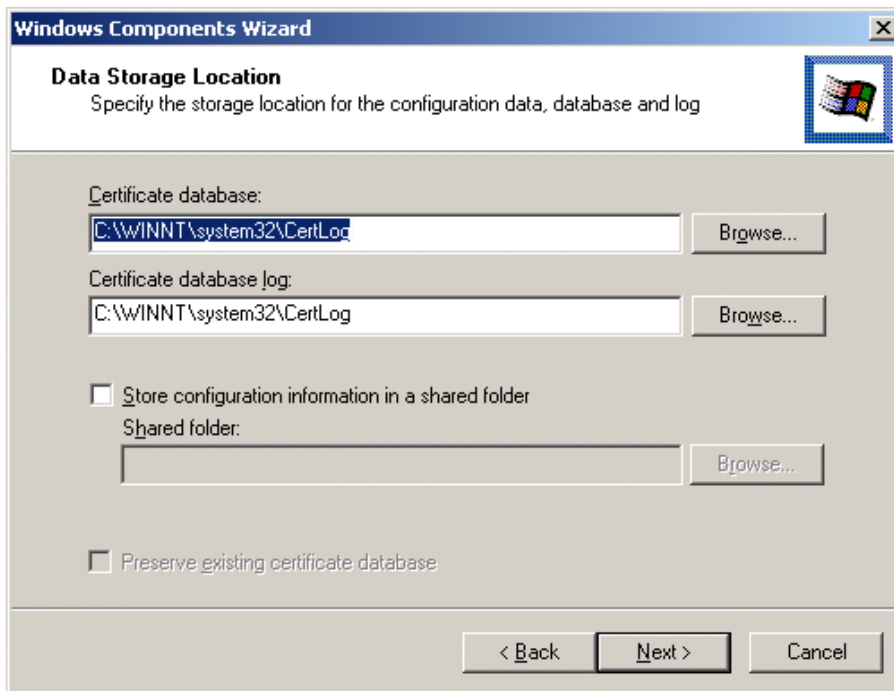 Windows Components Wizard
Data Storage Location
Specify the storage location for the configuration data, database and log
Certificate database:
C:\WINNT\system32\CertLog
Browse...
Certificate database log:
C:\WINNT\system32\CertLog
Browse...
Store configuration information in a shared folder
Shared folder:
Browse...
Preserve existing certificate database
< Back
Next >
Cancel